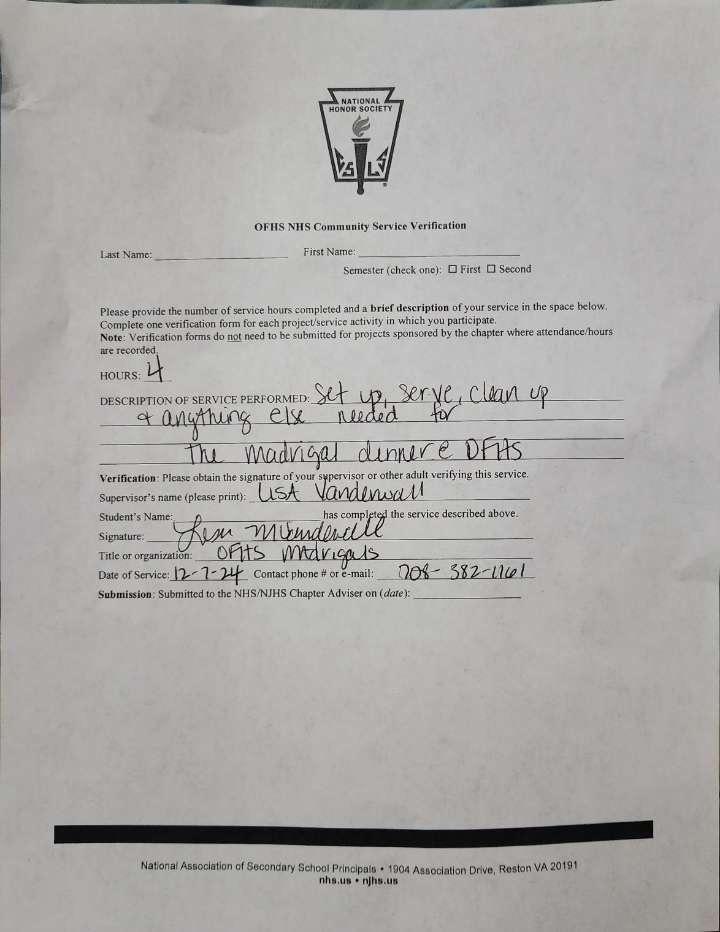 NATIONAL
HONOR SOCIETY
OFHS NHS Community Service Verification
Last Name: First Name:
Semester (check one): ☐ First ☐ Second
Please provide the number of service hours completed and a brief description of your service in the space below.
Complete one verification form for each project/service activity in which you participate.
Note: Verification forms do not need to be submitted for projects sponsored by the chapter where attendance/hours
are recorded.
HOURS: 4
DESCRIPTION OF SERVICE PERFORMED: Set up, serve, clean up
& anything else needed for
The madrigal dinner @ OFHS
Verification: Please obtain the signature of your supervisor or other adult verifying this service.
Supervisor's name (please print): Lisa Vanderwall
Student's Name: has completed the service described above.
Signature:
Title or organization: OFHS Madrigals
Date of Service: 12-7-24 Contact phone # or e-mail: 708-382-1161
Submission: Submitted to the NHS/NJHS Chapter Adviser on (date):
National Association of Secondary School Principals • 1904 Association Drive, Reston VA 20191
nhs.us • njhs.us